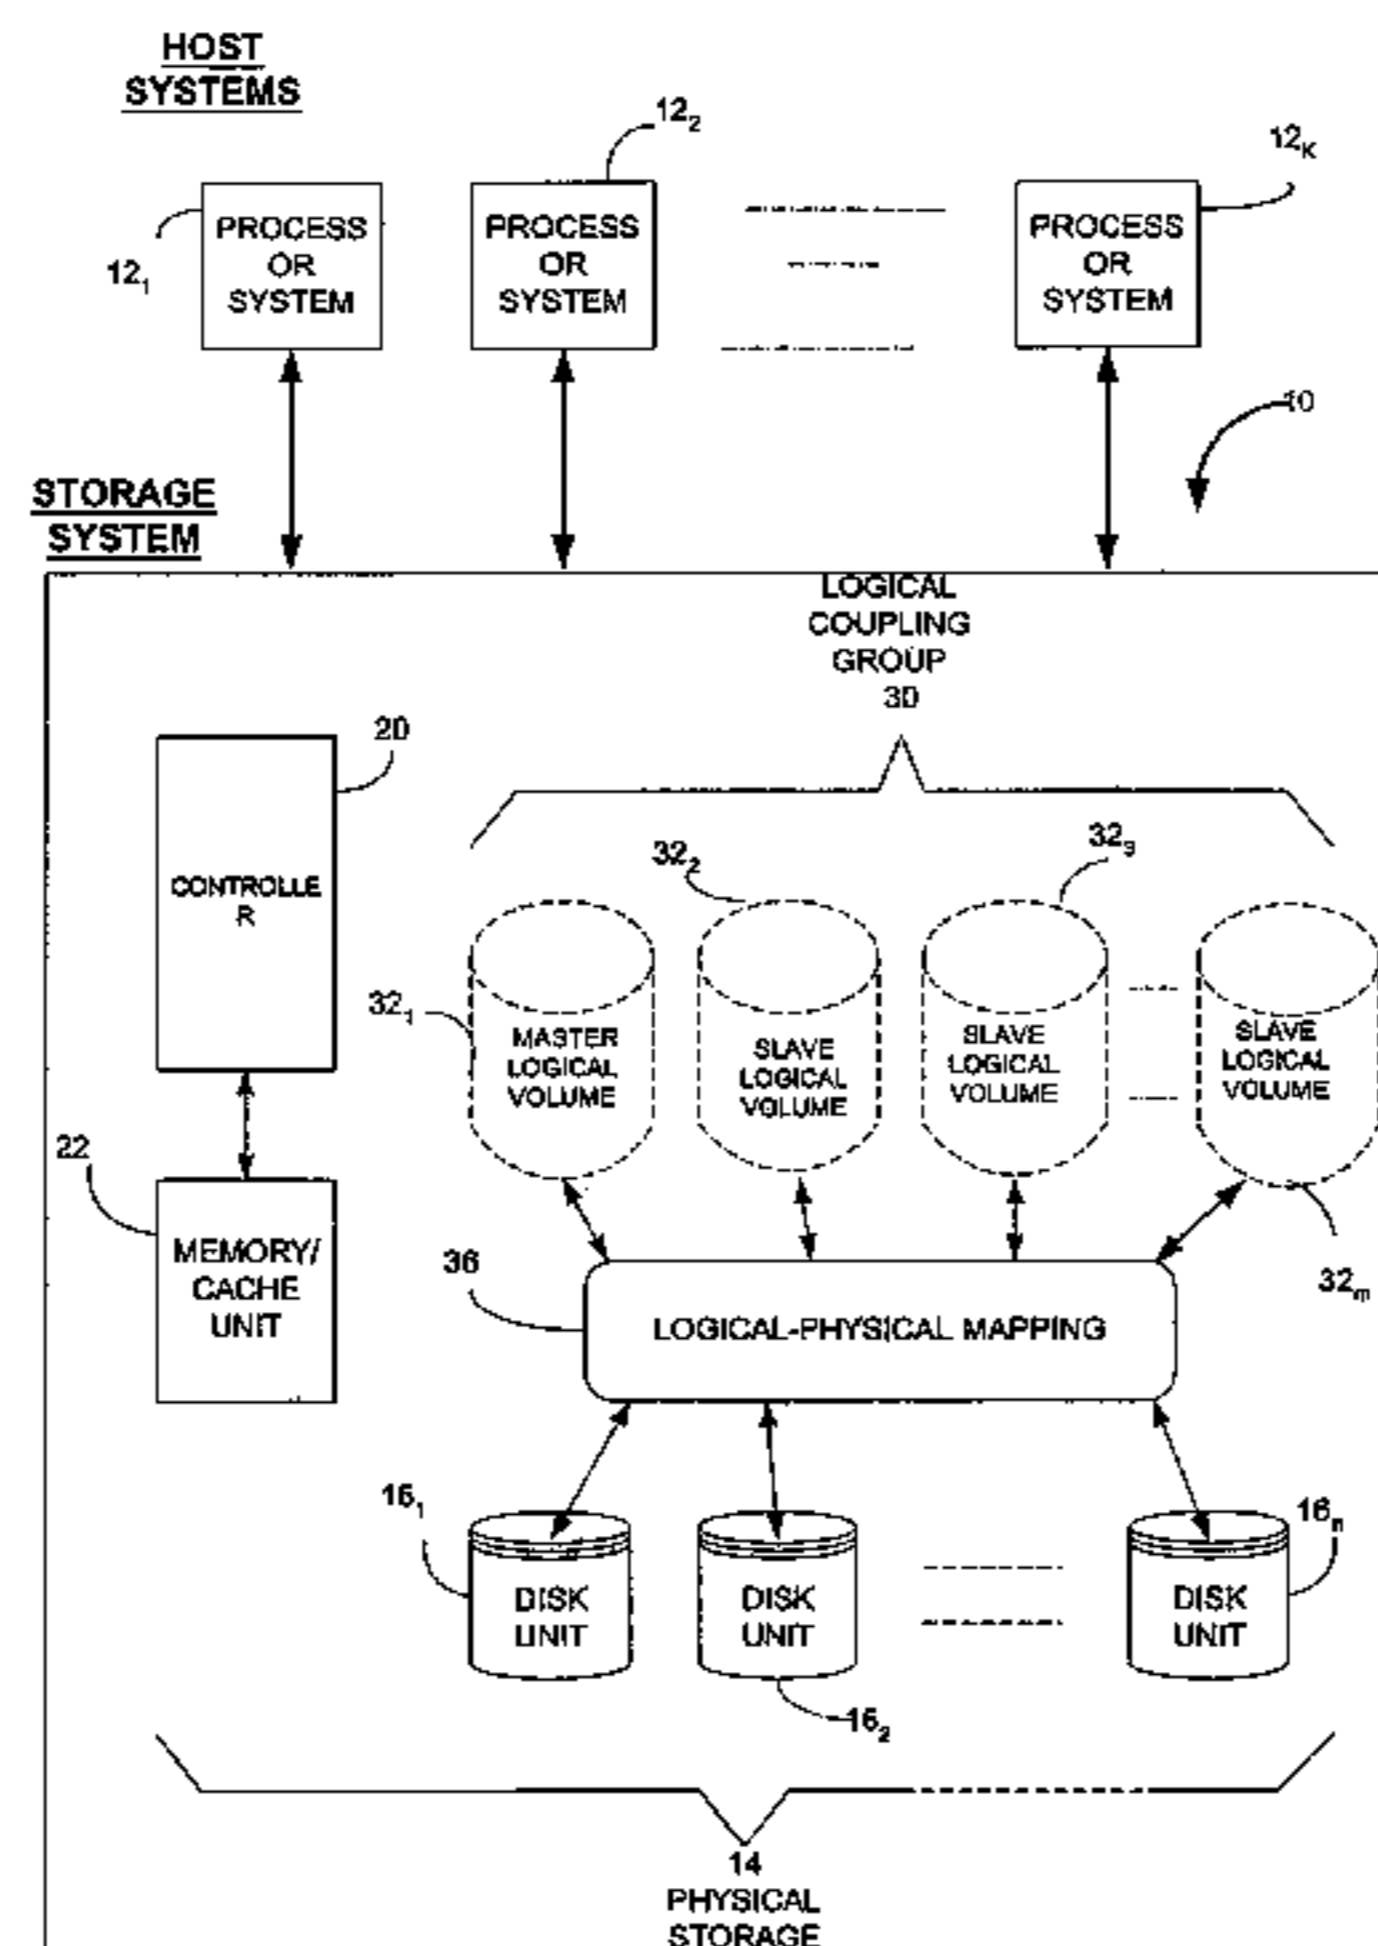 HOST
SYSTEMS
12₂
12ₖ
12₁
PROCESS
OR
SYSTEM
PROCESS
OR
SYSTEM
PROCESS
OR
SYSTEM
10
STORAGE
SYSTEM
LOGICAL
COUPLING
GROUP
30
20
CONTROLLE
R
32₂
32₃
32₁
MASTER
LOGICAL
VOLUME
SLAVE
LOGICAL
VOLUME
SLAVE
LOGICAL
VOLUME
SLAVE
LOGICAL
VOLUME
22
MEMORY/
CACHE
UNIT
36
32ₘ
LOGICAL-PHYSICAL MAPPING
16₁
16ₙ
DISK
UNIT
DISK
UNIT
DISK
UNIT
16₂
14
PHYSICAL
STORAGE